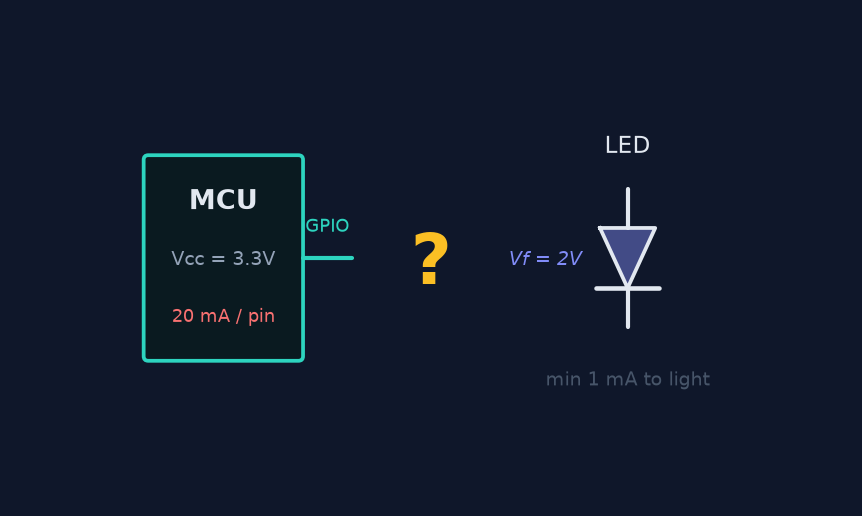 LED
MCU
GPIO
Vcc = 3.3V
?
Vf = 2V
20 mA / pin
min 1 mA to light